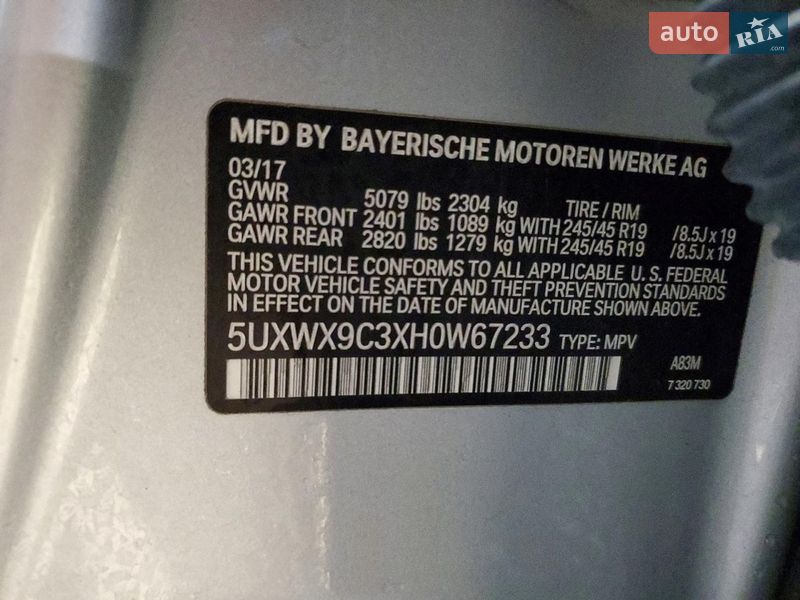 auto RIA .com
MFD BY BAYERISCHE MOTOREN WERKE AG
03/17
GVWR 5079 lbs 2304 kg TIRE / RIM
GAWR FRONT 2401 lbs 1089 kg WITH 245/45 R19 /8.5J x 19
GAWR REAR 2820 lbs 1279 kg WITH 245/45 R19 /8.5J x 19
THIS VEHICLE CONFORMS TO ALL APPLICABLE U.S. FEDERAL
MOTOR VEHICLE SAFETY AND THEFT PREVENTION STANDARDS
IN EFFECT ON THE DATE OF MANUFACTURE SHOWN ABOVE.
5UXWX9C3XH0W67233 TYPE: MPV
A83M
7 320 730